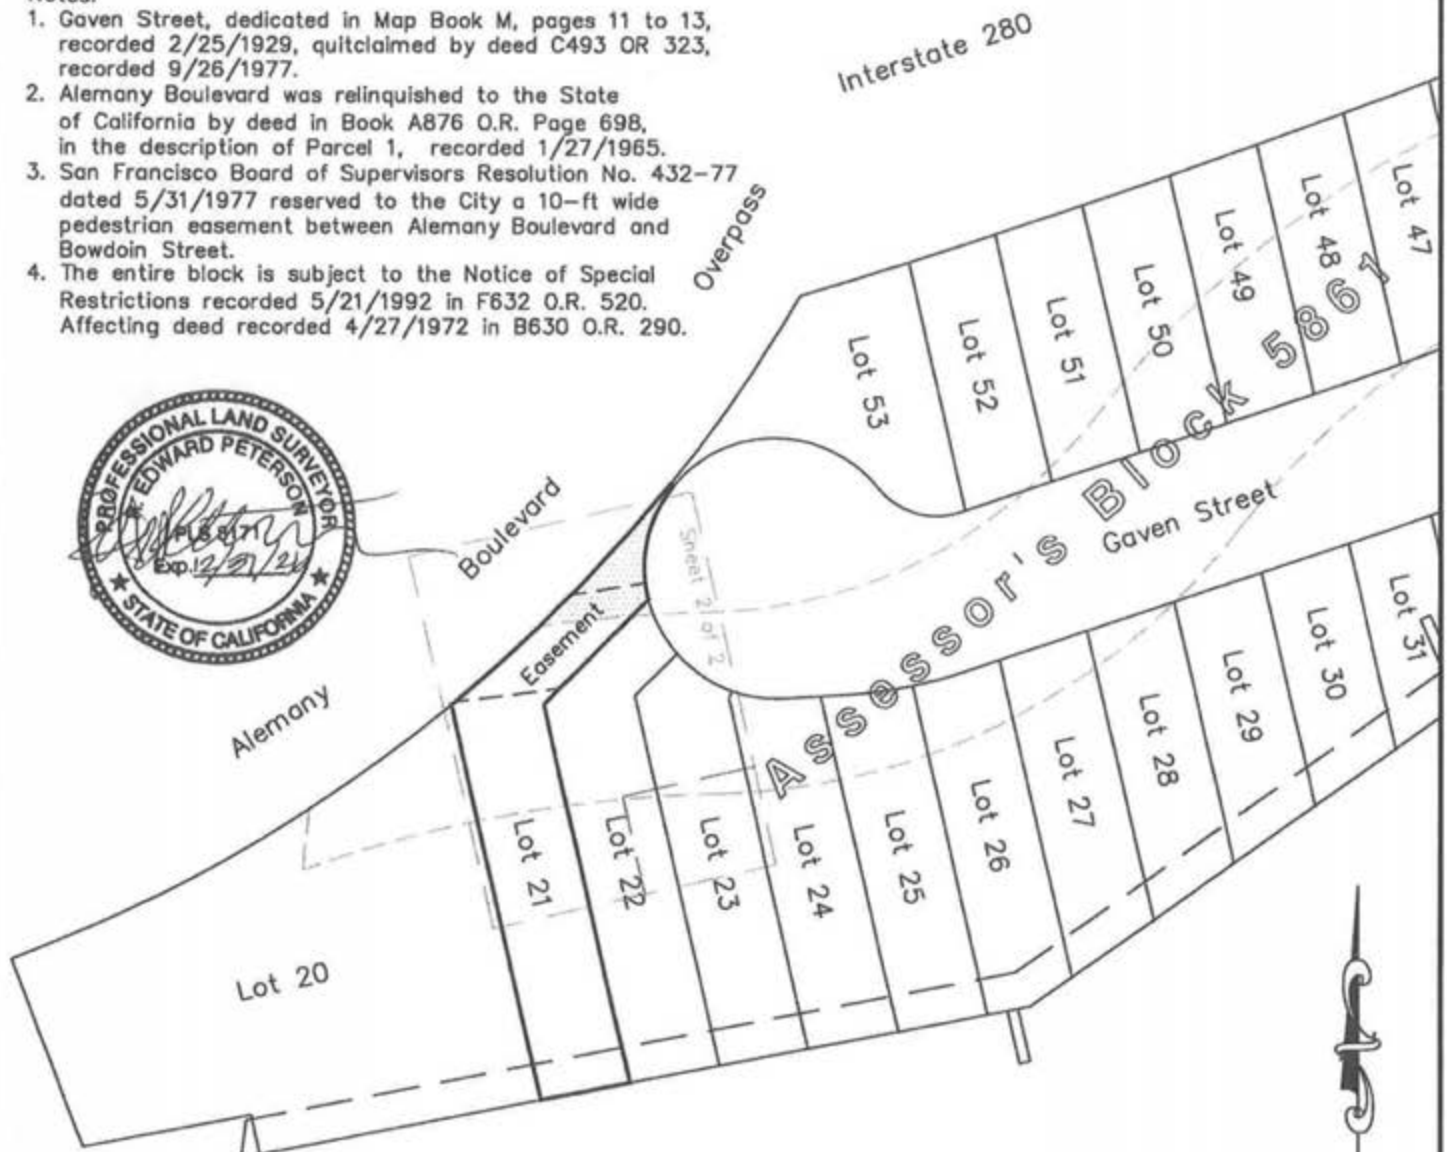 1. Gaven Street, dedicated in Map Book M, pages 11 to 13,
recorded 2/25/1929, quitclaimed by deed C493 OR 323,
recorded 9/26/1977.
2. Alemany Boulevard was relinquished to the State
of California by deed in Book A876 O.R. Page 698,
in the description of Parcel 1, recorded 1/27/1965.
3. San Francisco Board of Supervisors Resolution No. 432-77
dated 5/31/1977 reserved to the City a 10-ft wide
pedestrian easement between Alemany Boulevard and
Bowdoin Street.
4. The entire block is subject to the Notice of Special
Restrictions recorded 5/21/1992 in F632 O.R. 520.
Affecting deed recorded 4/27/1972 in B630 O.R. 290.
Interstate 280
Overpass
Lot 47
Lot 48
Lot 49
Lot 50
Lot 51
Lot 52
Lot 53
Assessor's Block 5867
Gaven Street
PROFESSIONAL LAND SURVEYOR
EDWARD PETERSON
PLS 5171
Exp.
STATE OF CALIFORNIA
Alemany
Boulevard
Easement
Sheet 2 of 2
Lot 20
Lot 21
Lot 22
Lot 23
Lot 24
Lot 25
Lot 26
Lot 27
Lot 28
Lot 29
Lot 30
Lot 31